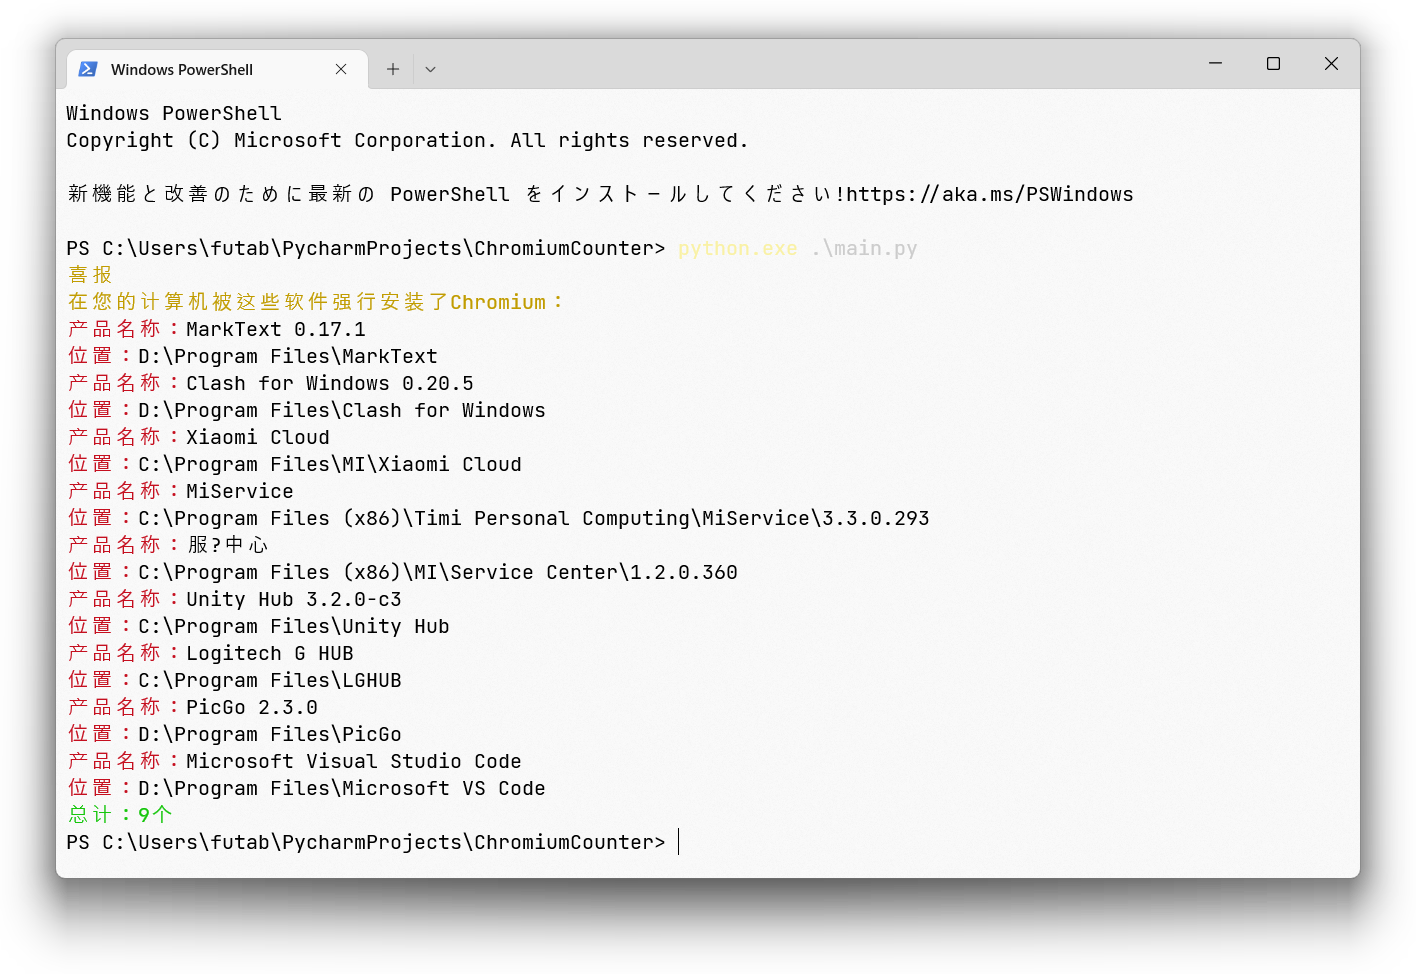 Windows PowerShell
Windows PowerShell
Copyright (C) Microsoft Corporation. All rights reserved.
新機能と改善のために最新の PowerShell をインストールしてください!https://aka.ms/PSWindows
PS C:\Users\futab\PycharmProjects\ChromiumCounter> python.exe .\main.py
喜报
在您的计算机被这些软件强行安装了Chromium：
产品名称：MarkText 0.17.1
位置：D:\Program Files\MarkText
产品名称：Clash for Windows 0.20.5
位置：D:\Program Files\Clash for Windows
产品名称：Xiaomi Cloud
位置：C:\Program Files\MI\Xiaomi Cloud
产品名称：MiService
位置：C:\Program Files (x86)\Timi Personal Computing\MiService\3.3.0.293
产品名称：服?中心
位置：C:\Program Files (x86)\MI\Service Center\1.2.0.360
产品名称：Unity Hub 3.2.0-c3
位置：C:\Program Files\Unity Hub
产品名称：Logitech G HUB
位置：C:\Program Files\LGHUB
产品名称：PicGo 2.3.0
位置：D:\Program Files\PicGo
产品名称：Microsoft Visual Studio Code
位置：D:\Program Files\Microsoft VS Code
总计：9个
PS C:\Users\futab\PycharmProjects\ChromiumCounter>